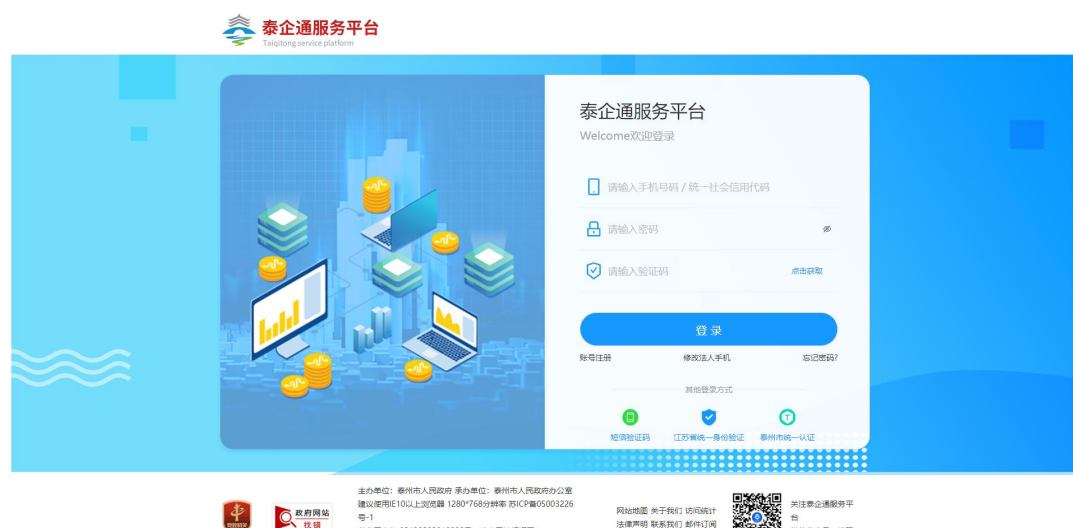 泰企通服务平台
Taiqitong service platform
泰企通服务平台
Welcome欢迎登录
请输入手机号码 / 统一社会信用代码
请输入密码
请输入验证码
点击获取
登 录
账号注册
修改法人手机
忘记密码?
其他登录方式
短信验证码
江苏省统一身份验证
泰州市统一认证
主办单位：泰州市人民政府 承办单位：泰州市人民政府办公室
建议使用IE10以上浏览器 1280*768分辨率 苏ICP备05003226
号-1
政府网站
找错
网站地图 关于我们 访问统计
法律声明 联系我们 邮件订阅
关注泰企通服务平
台